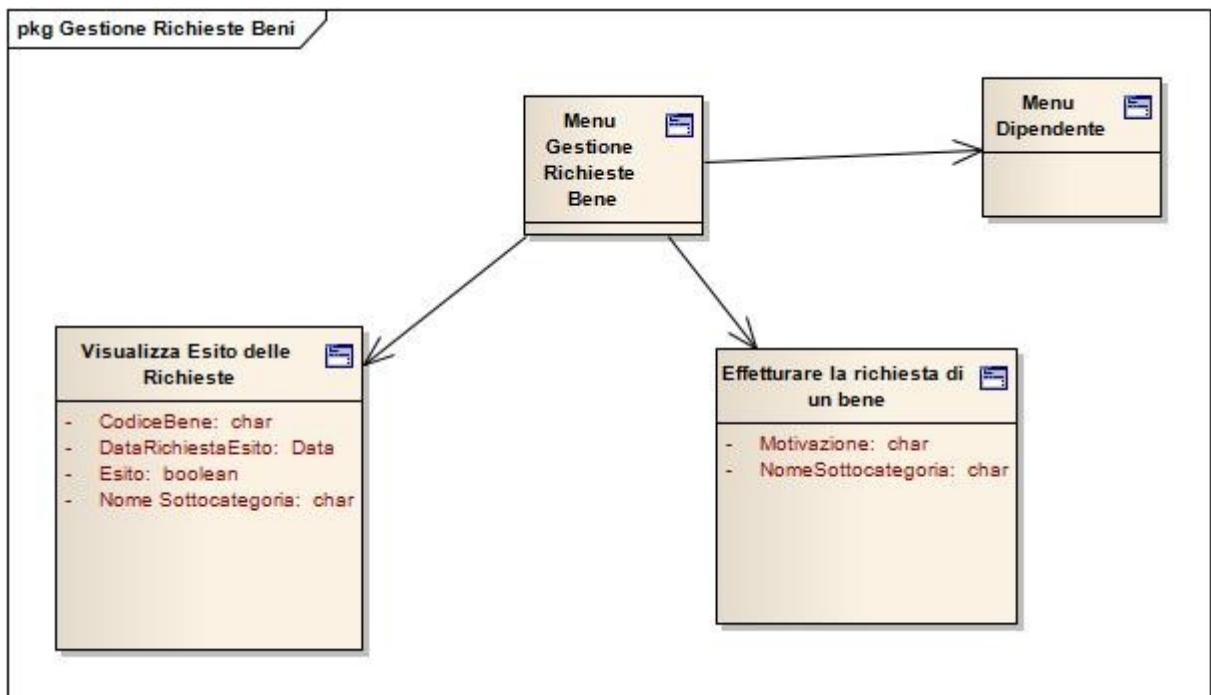 pkg Gestione Richieste Beni
Menu
Gestione
Richieste
Bene
Menu
Dipendente
Visualizza Esito delle
Richieste
- CodiceBene: char
- DataRichiestaEsito: Data
- Esito: boolean
- Nome Sottocategoria: char
Effetturare la richiesta di
un bene
- Motivazione: char
- NomeSottocategoria: char